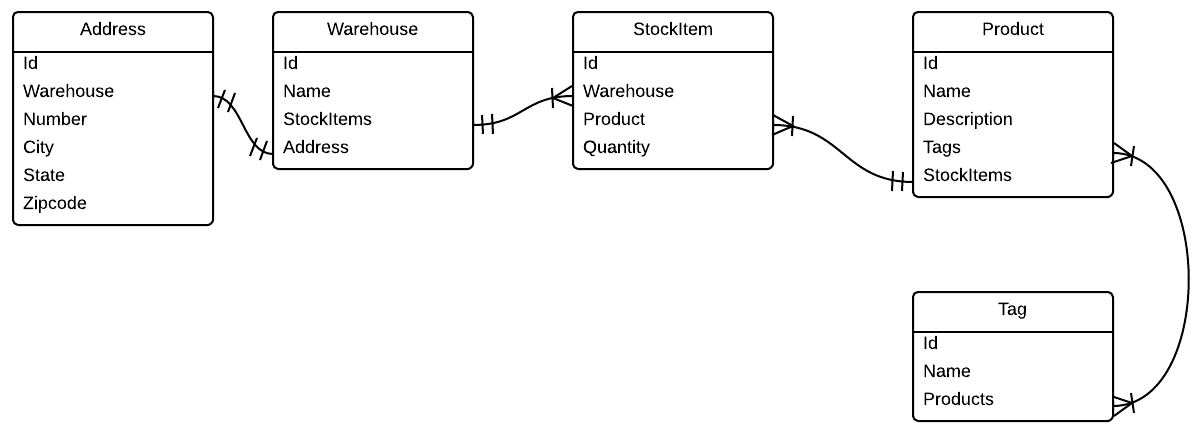 Address
Id
Warehouse
Number
City
State
Zipcode
Warehouse
Id
Name
StockItems
Address
StockItem
Id
Warehouse
Product
Quantity
Product
Id
Name
Description
Tags
StockItems
Tag
Id
Name
Products